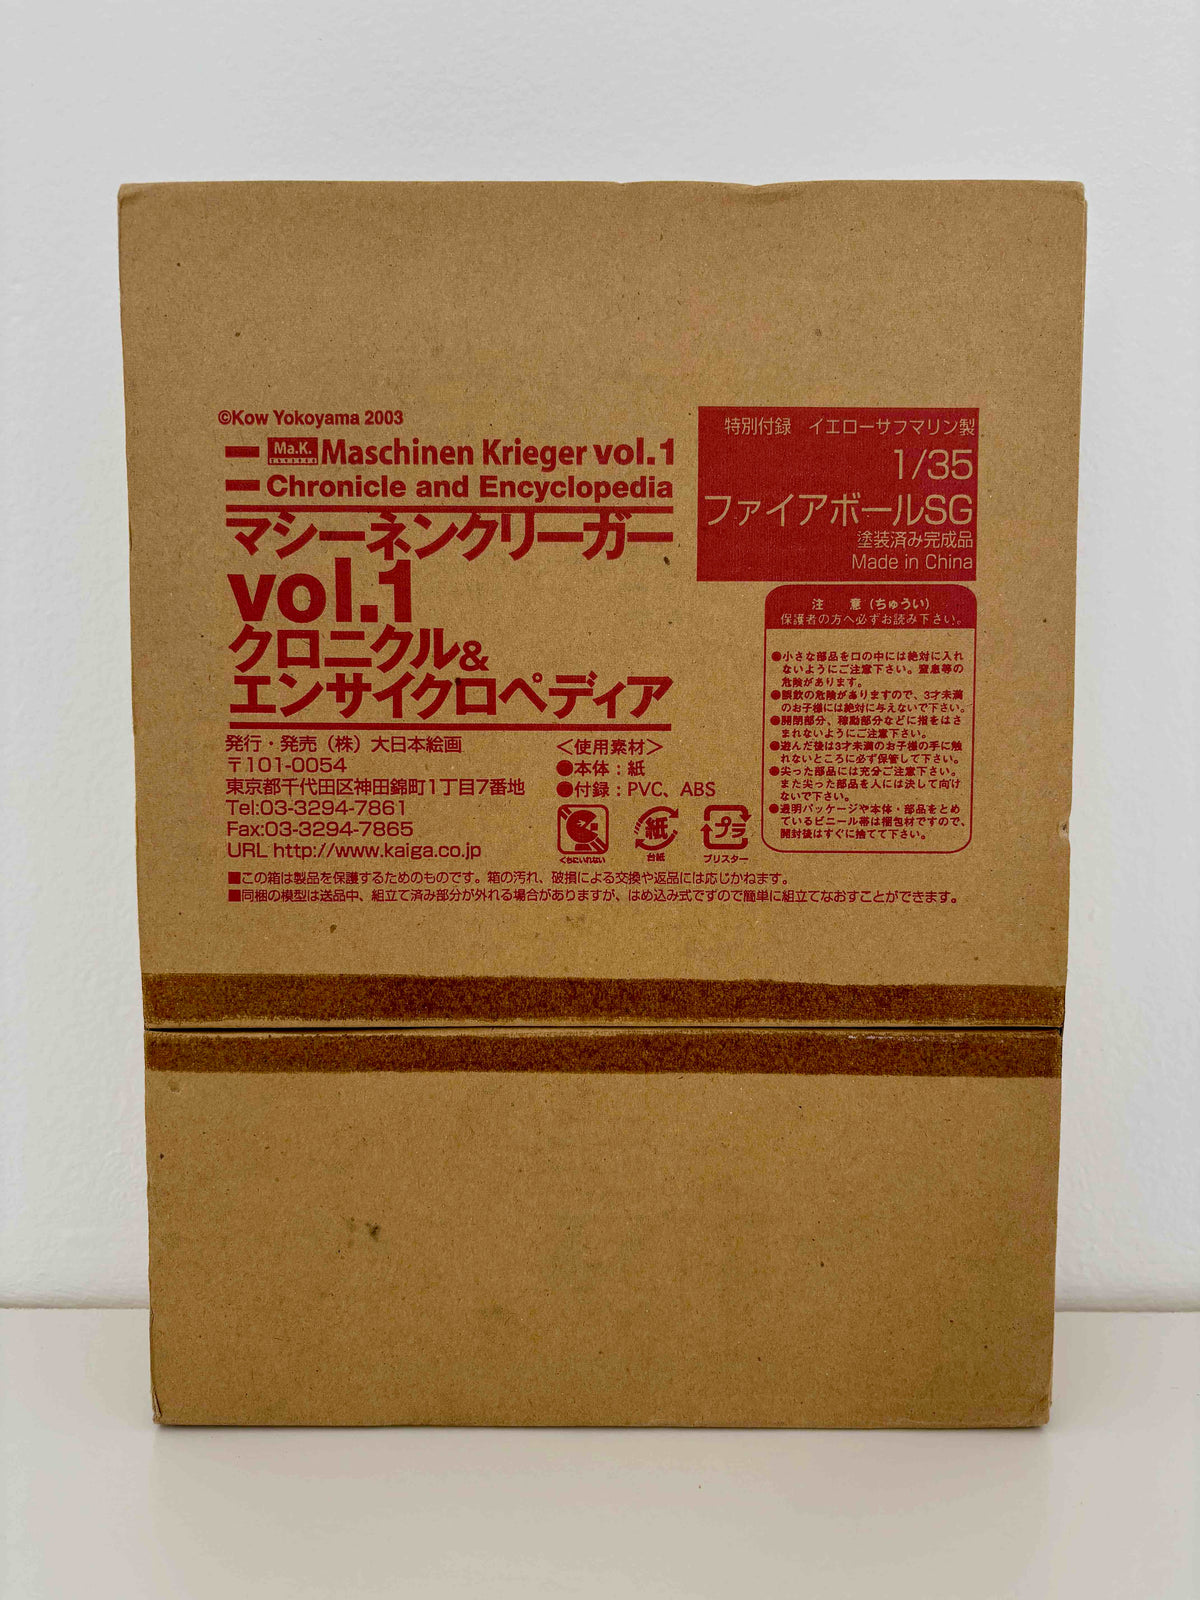 ©Kow Yokoyama 2003
Ma.K. Maschinen Krieger vol.1
Chronicle and Encyclopedia
マシーネンクリーガー
vol.1
クロニクル&
エンサイクロペディア
発行・発売（株）大日本絵画
〒101-0054
東京都千代田区神田錦町1丁目7番地
Tel:03-3294-7861
Fax:03-3294-7865
URL http://www.kaiga.co.jp
＜使用素材＞
●本体：紙
●付録：PVC、ABS
くちにいれない
紙
台紙
プラ
ブリスター
特別付録 イエローサブマリン製
1/35
ファイアボールSG
塗装済み完成品
Made in China
注 意（ちゅうい）
保護者の方へ必ずお読み下さい。
●小さな部品を口の中には絶対に入れ
ないようにご注意下さい。窒息等の
危険があります。
●誤飲の危険がありますので、3才未満
のお子様には絶対に与えないで下さい。
●開閉部分、稼動部分などに指をはさ
まれないようにご注意下さい。
●遊んだ後は3才未満のお子様の手に触
れないところに必ず保管して下さい。
●尖った部品には充分ご注意下さい。
また尖った部品を人には決して向け
ないで下さい。
●透明パッケージや本体・部品をとめ
ているビニール帯は梱包材ですので、
開封後はすぐに捨てて下さい。
■この箱は製品を保護するためのものです。箱の汚れ、破損による交換や返品には応じかねます。
■同梱の模型は送品中、組立て済み部分が外れる場合がありますが、はめ込み式ですので簡単に組立てなおすことができます。